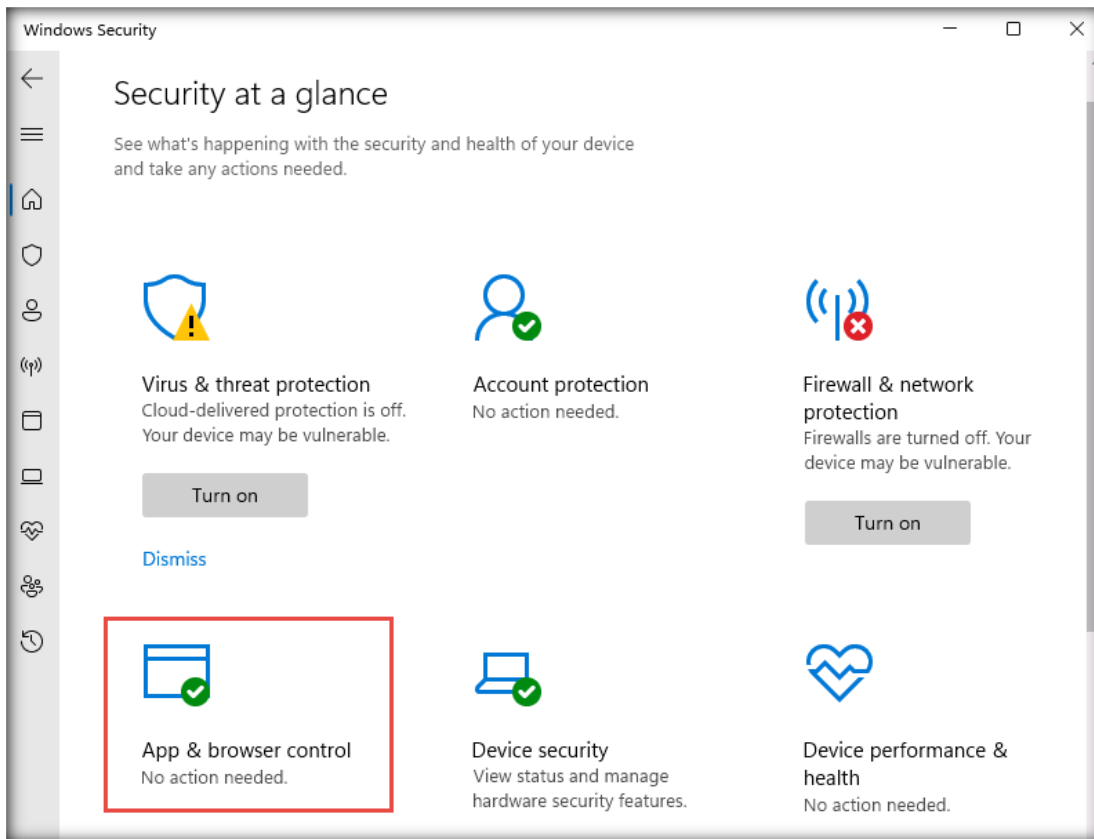 Windows Security
Security at a glance
See what's happening with the security and health of your device
and take any actions needed.
Virus & threat protection
Cloud-delivered protection is off.
Your device may be vulnerable.
Turn on
Dismiss
Account protection
No action needed.
Firewall & network
protection
Firewalls are turned off. Your
device may be vulnerable.
Turn on
App & browser control
No action needed.
Device security
View status and manage
hardware security features.
Device performance &
health
No action needed.